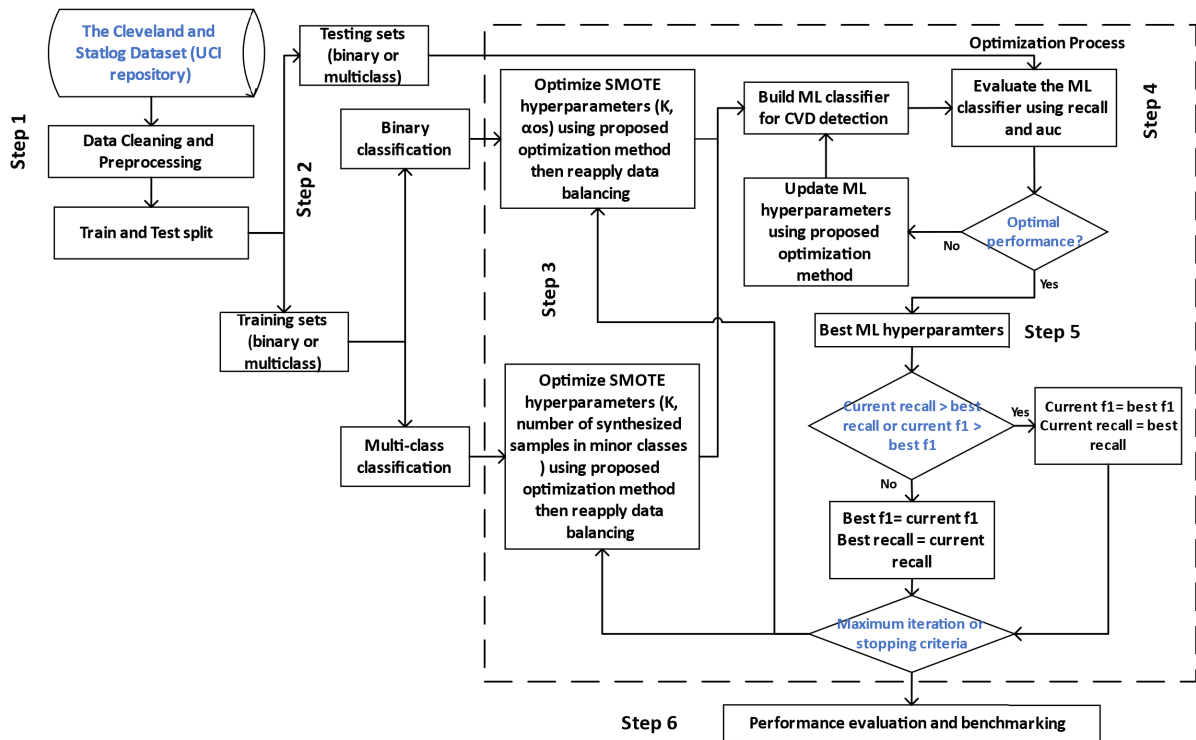 The Cleveland and
Statlog Dataset (UCI
repository)
Step 1
Data Cleaning and
Preprocessing
Train and Test split
Step 2
Testing sets
(binary or
multiclass)
Training sets
(binary or
multiclass)
Binary
classification
Multi-class
classification
Optimization Process
Step 3
Optimize SMOTE
hyperparameters (K,
αos) using proposed
optimization method
then reapply data
balancing
Optimize SMOTE
hyperparameters (K,
number of synthesized
samples in minor classes
) using proposed
optimization method
then reapply data
balancing
Build ML classifier
for CVD detection
Evaluate the ML
classifier using recall
and auc
Step 4
Update ML
hyperparameters
using proposed
optimization
method
Optimal
performance?
No
Yes
Best ML hyperparamters
Step 5
Current recall > best
recall or current f1 >
best f1
Yes
Current f1= best f1
Current recall = best
recall
No
Best f1= current f1
Best recall = current
recall
Maximum iteration or
stopping criteria
Step 6
Performance evaluation and benchmarking